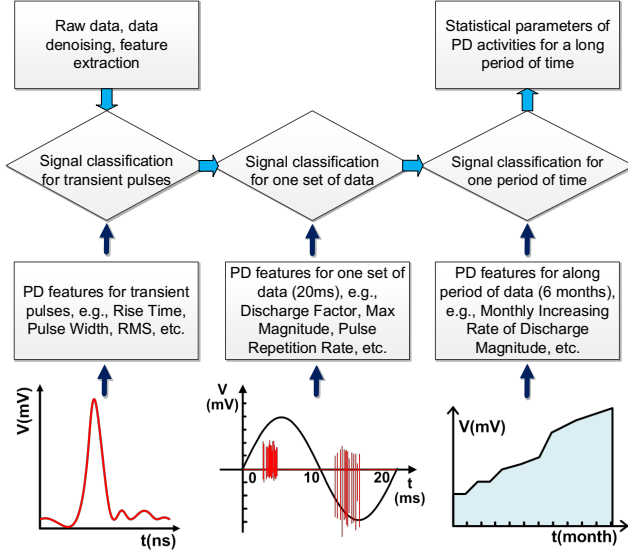 Raw data, data
denoising, feature
extraction
Statistical parameters of
PD activities for a long
period of time
Signal classification
for transient pulses
Signal classification
for one set of data
Signal classification for
one period of time
PD features for transient
pulses, e.g., Rise Time,
Pulse Width, RMS, etc.
PD features for one set of
data (20ms), e.g.,
Discharge Factor, Max
Magnitude, Pulse
Repetition Rate, etc.
PD features for along
period of data (6 months),
e.g., Monthly Increasing
Rate of Discharge
Magnitude, etc.
V(mV)
t(ns)
V
(mV)
0
10
20
t
(ms)
V(mV)
t(month)